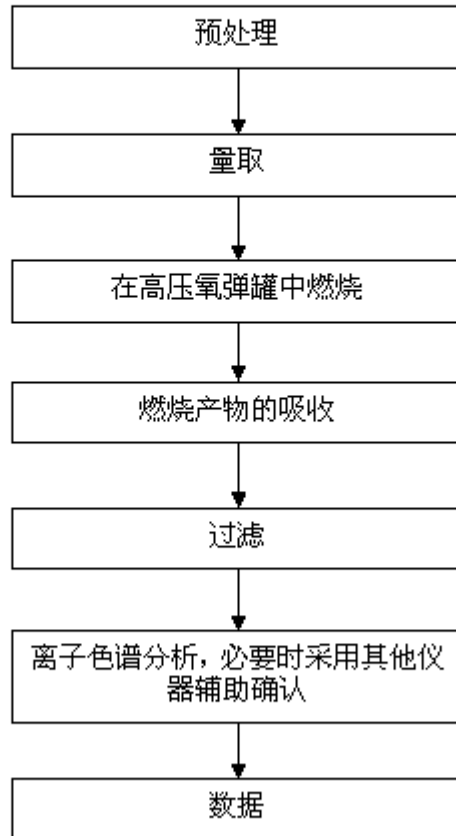 预处理
量取
在高压氧弹罐中燃烧
燃烧产物的吸收
过滤
离子色谱分析，必要时采用其他仪
器辅助确认
数据